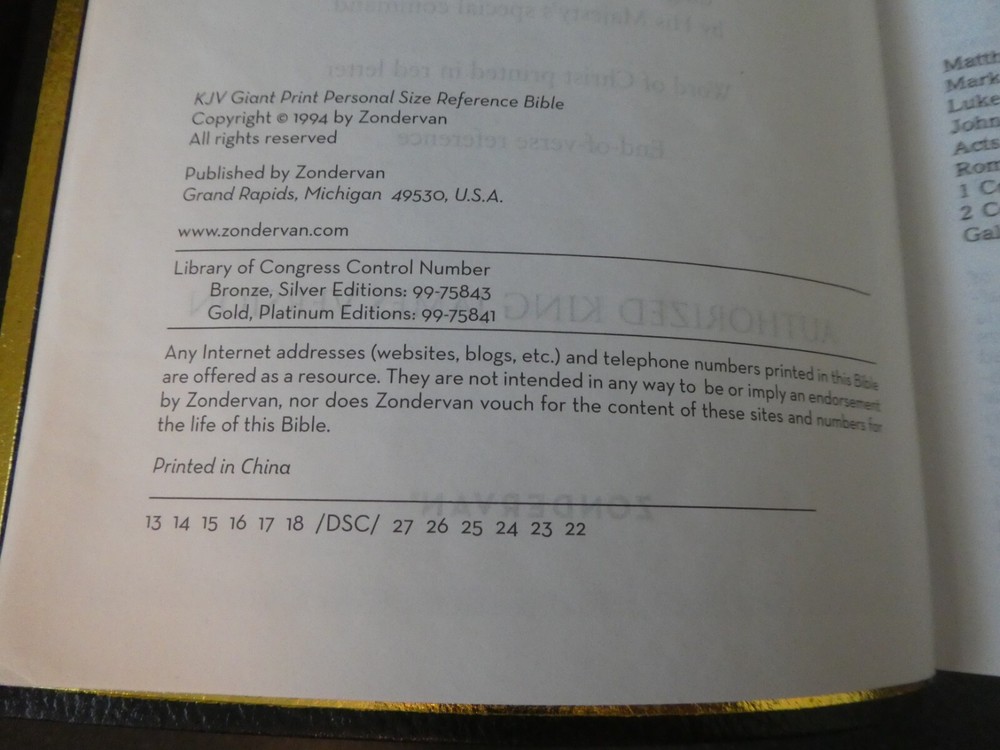 KJV Giant Print Personal Size Reference Bible
Copyright © 1994 by Zondervan
All rights reserved
Published by Zondervan
Grand Rapids, Michigan 49530, U.S.A.
www.zondervan.com
Library of Congress Control Number
Bronze, Silver Editions: 99-75843
Gold, Platinum Editions: 99-75841
Any Internet addresses (websites, blogs, etc.) and telephone numbers printed in this Bible
are offered as a resource. They are not intended in any way to be or imply an endorsement
by Zondervan, nor does Zondervan vouch for the content of these sites and numbers for
the life of this Bible.
Printed in China
13 14 15 16 17 18 /DSC/ 27 26 25 24 23 22
Matth
Mark
Luke
John
Acts
Rom
1 C
2 C
Gal